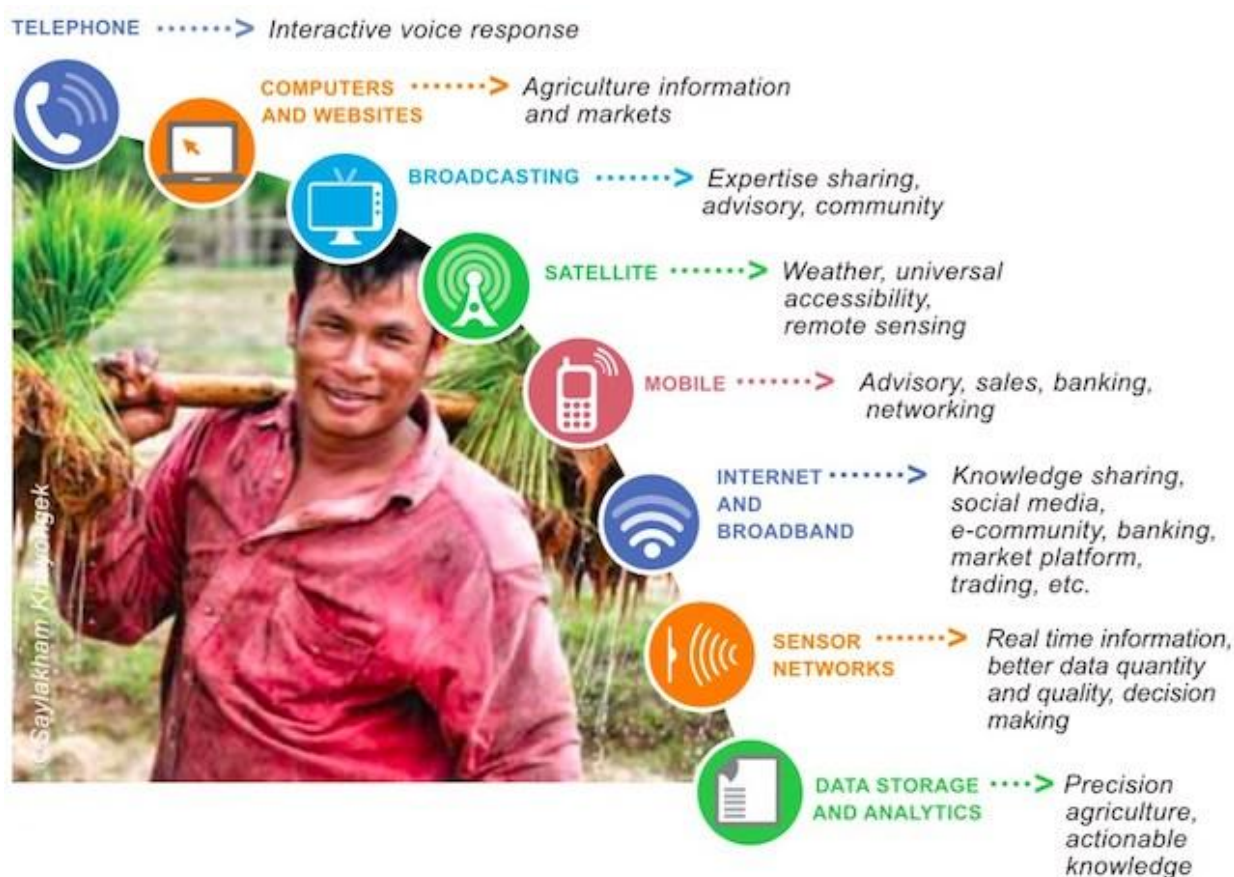 TELEPHONE ·······> Interactive voice response
COMPUTERS ·······> Agriculture information
AND WEBSITES and markets
BROADCASTING ·······> Expertise sharing,
advisory, community
SATELLITE ·······> Weather, universal
accessibility,
remote sensing
MOBILE ·······> Advisory, sales, banking,
networking
INTERNET ·······> Knowledge sharing,
AND social media,
BROADBAND e-community, banking,
market platform,
trading, etc.
SENSOR ·······> Real time information,
NETWORKS better data quantity
and quality, decision
making
DATA STORAGE ····> Precision
AND ANALYTICS agriculture,
actionable
knowledge
© Saylakham